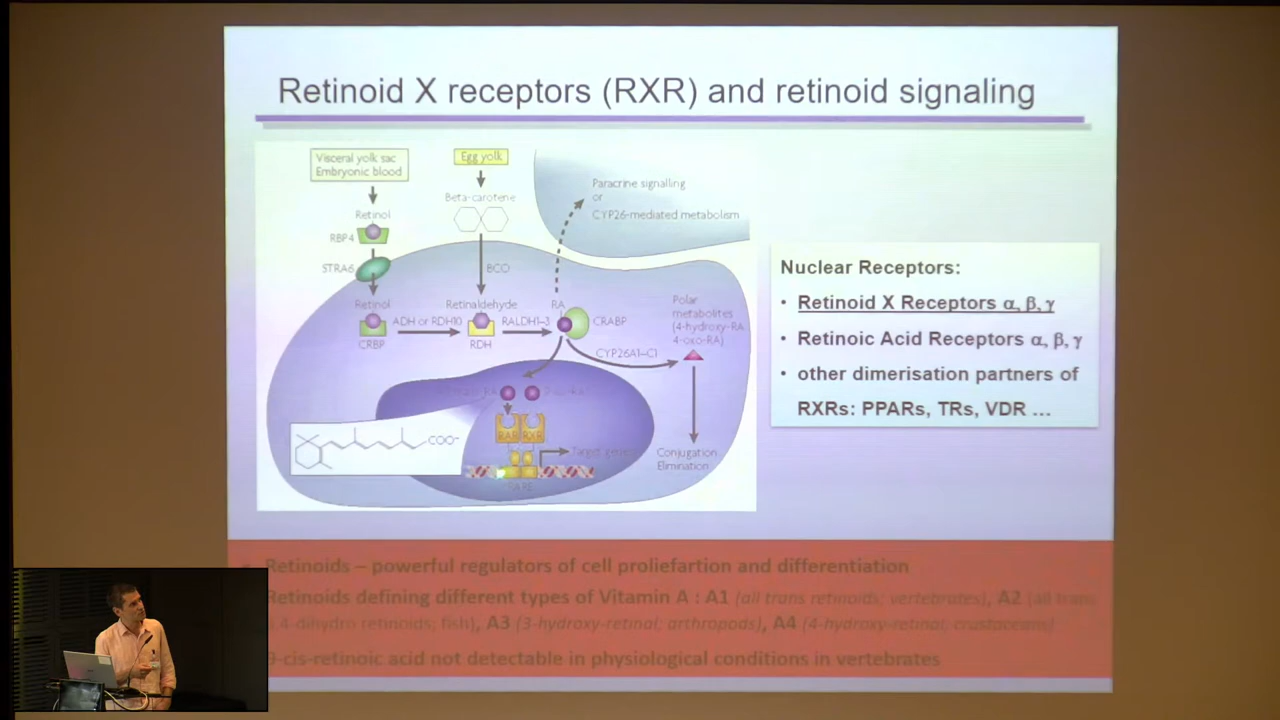 Retinoid X receptors (RXR) and retinoid signaling
Visceral yolk sac
Embryonic blood
Egg yolk
Beta-carotene
Paracrine signalling
or
CYP26-mediated metabolism
Retinol
RBP4
STRA6
BCO
Retinol
Retinaldehyde
RA
ADH or RDH10
RALDH1–3
CRABP
CRBP
RDH
Polar
metabolites
(4-hydroxy-RA
4-oxo-RA)
CYP26A1–C1
RAR
RXR
Target genes
RARE
COO⁻
Conjugation
Elimination
Nuclear Receptors:
• Retinoid X Receptors α, β, γ
• Retinoic Acid Receptors α, β, γ
• other dimerisation partners of
RXRs: PPARs, TRs, VDR ...
Retinoids – powerful regulators of cell proliefartion and differentiation
Retinoids defining different types of Vitamin A : A1 (all trans retinoids; vertebrates), A2 (all trans
4-dihydro retinoids; fish), A3 (3-hydroxy-retinal; arthropods), A4 (4-hydroxy-retinal; crustaceans)
9-cis-retinoic acid not detectable in physiological conditions in vertebrates